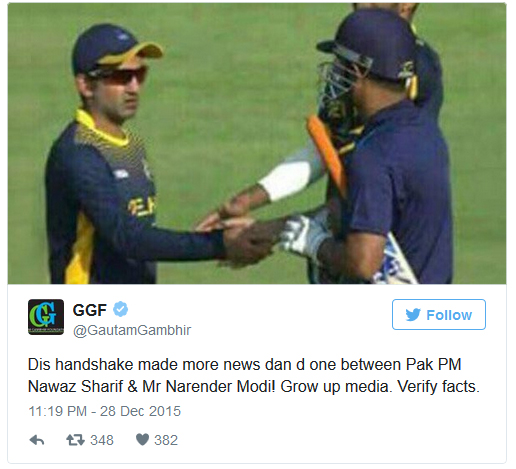 GGF
@GautamGambhir
Follow
Dis handshake made more news dan d one between Pak PM
Nawaz Sharif & Mr Narender Modi! Grow up media. Verify facts.
11:19 PM - 28 Dec 2015
348 382